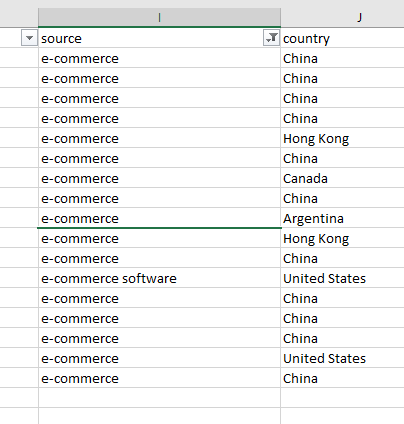 I J
source country
e-commerce China
e-commerce China
e-commerce China
e-commerce China
e-commerce Hong Kong
e-commerce China
e-commerce Canada
e-commerce China
e-commerce Argentina
e-commerce Hong Kong
e-commerce China
e-commerce software United States
e-commerce China
e-commerce China
e-commerce China
e-commerce United States
e-commerce China